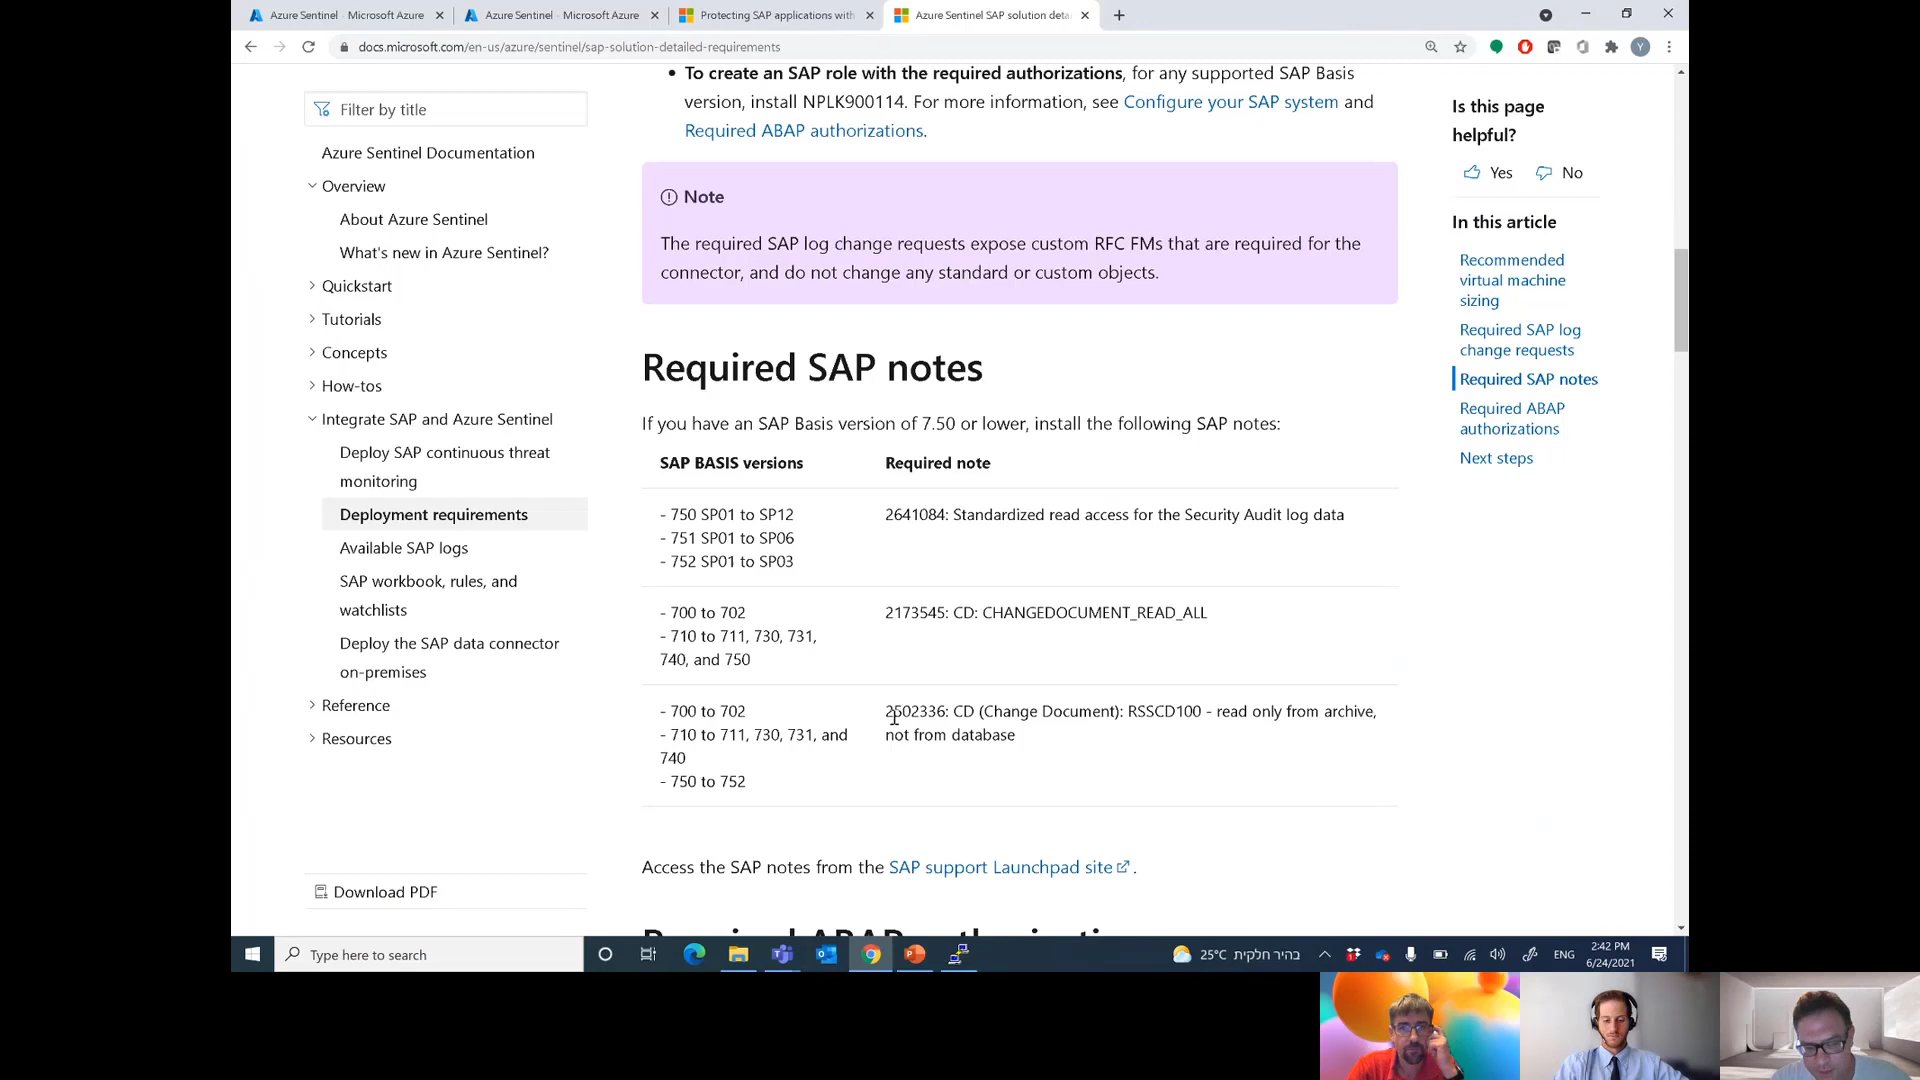 Azure Sentinel - Microsoft Azure
Azure Sentinel - Microsoft Azure
Protecting SAP applications with
Azure Sentinel SAP solution deta
docs.microsoft.com/en-us/azure/sentinel/sap-solution-detailed-requirements
Y
Filter by title
Azure Sentinel Documentation
Overview
About Azure Sentinel
What's new in Azure Sentinel?
Quickstart
Tutorials
Concepts
How-tos
Integrate SAP and Azure Sentinel
Deploy SAP continuous threat
monitoring
Deployment requirements
Available SAP logs
SAP workbook, rules, and
watchlists
Deploy the SAP data connector
on-premises
Reference
Resources
Download PDF
• To create an SAP role with the required authorizations, for any supported SAP Basis
version, install NPLK900114. For more information, see Configure your SAP system and
Required ABAP authorizations.
Note
The required SAP log change requests expose custom RFC FMs that are required for the
connector, and do not change any standard or custom objects.
Required SAP notes
If you have an SAP Basis version of 7.50 or lower, install the following SAP notes:
SAP BASIS versions Required note
- 750 SP01 to SP12 2641084: Standardized read access for the Security Audit log data
- 751 SP01 to SP06
- 752 SP01 to SP03
- 700 to 702 2173545: CD: CHANGEDOCUMENT_READ_ALL
- 710 to 711, 730, 731,
740, and 750
- 700 to 702 2502336: CD (Change Document): RSSCD100 - read only from archive,
- 710 to 711, 730, 731, and not from database
740
- 750 to 752
Access the SAP notes from the SAP support Launchpad site.
Required ABAP authorizations
Is this page
helpful?
Yes No
In this article
Recommended
virtual machine
sizing
Required SAP log
change requests
Required SAP notes
Required ABAP
authorizations
Next steps
Type here to search
25°C בהיר חלקית
ENG
2:42 PM
6/24/2021